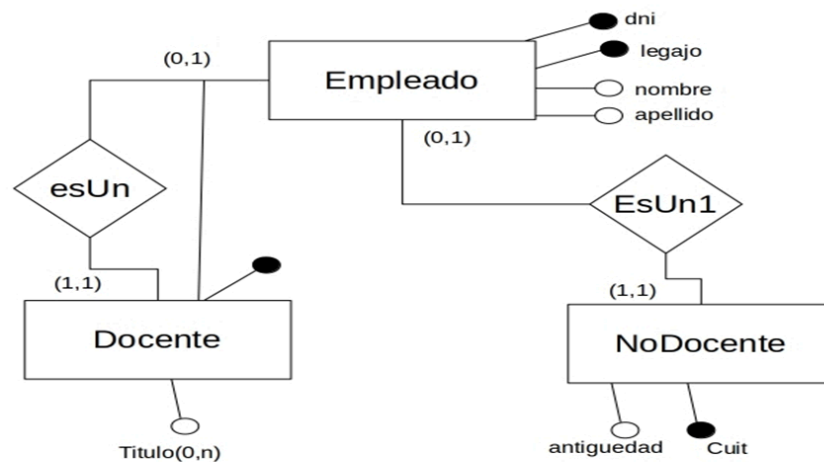 dni
(0,1)
legajo
Empleado
nombre
apellido
(0,1)
esUn
EsUn1
(1,1)
(1,1)
Docente
NoDocente
Titulo(0,n)
antiguedad
Cuit